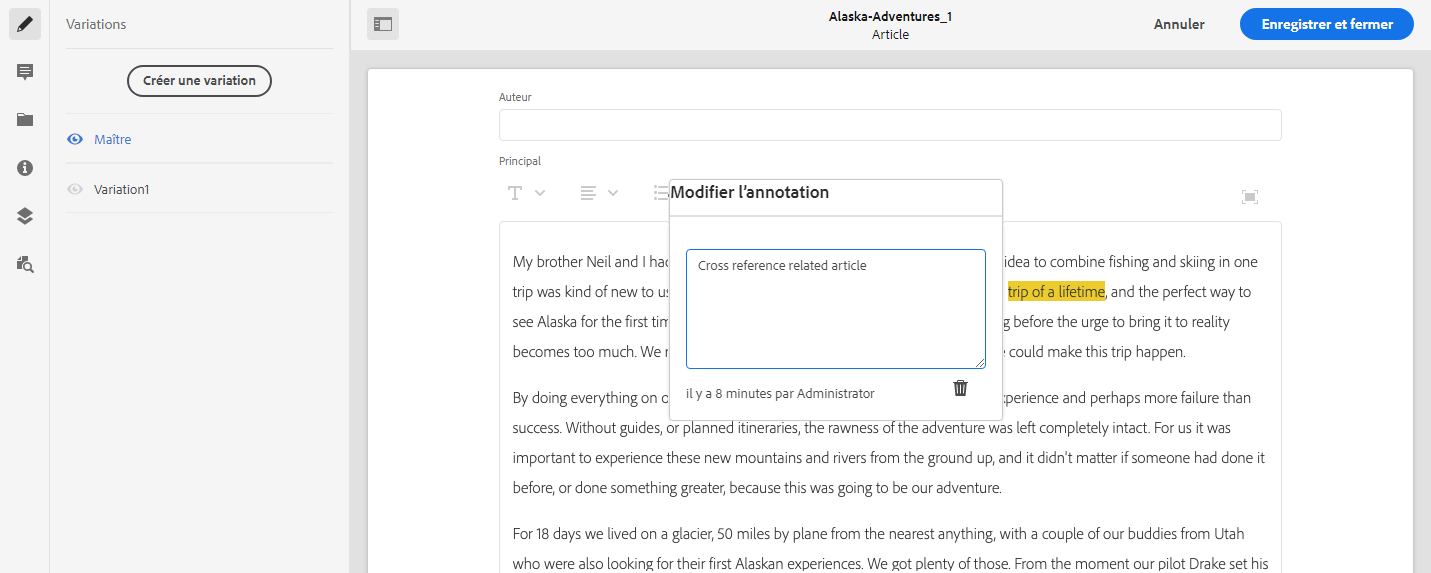 Variations
Créer une variation
Maître
Variation1
Alaska-Adventures_1
Article
Annuler
Enregistrer et fermer
Auteur
Principal
Modifier l’annotation
Cross reference related article
il y a 8 minutes par Administrator
My brother Neil and I had idea to combine fishing and skiing in one
trip was kind of new to us trip of a lifetime, and the perfect way to
see Alaska for the first before the urge to bring it to reality
becomes too much. We could make this trip happen.
By doing everything on experience and perhaps more failure than
success. Without guides, or planned itineraries, the rawness of the adventure was left completely intact. For us it was
important to experience these new mountains and rivers from the ground up, and it didn't matter if someone had done it
before, or done something greater, because this was going to be our adventure.
For 18 days we lived on a glacier, 50 miles by plane from the nearest anything, with a couple of our buddies from Utah
who were also looking for their first Alaskan experiences. We got plenty of those. From the moment our pilot Drake set his